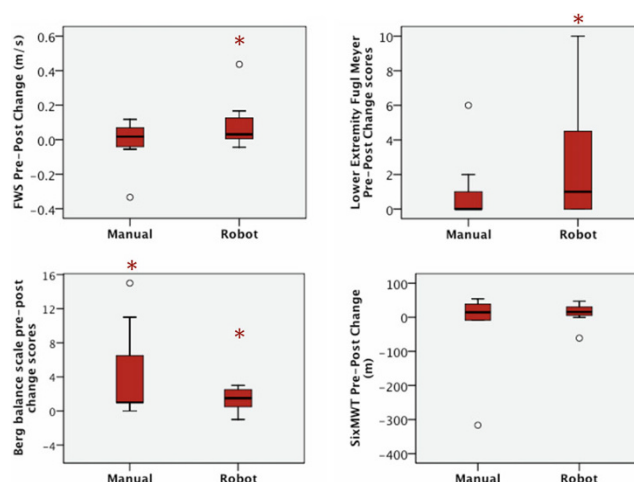 FWS Pre-Post Change (m/s)
0.6
0.4
0.2
0.0
-0.2
-0.4
*
Manual
Robot
Lower Extremity Fugl Meyer
Pre-Post Change scores
10
8
6
4
2
0
*
Manual
Robot
Berg balance scale pre-post
change scores
16
12
8
4
0
-4
*
*
Manual
Robot
SixMWT Pre-Post Change
(m)
100
0
-100
-200
-300
-400
Manual
Robot